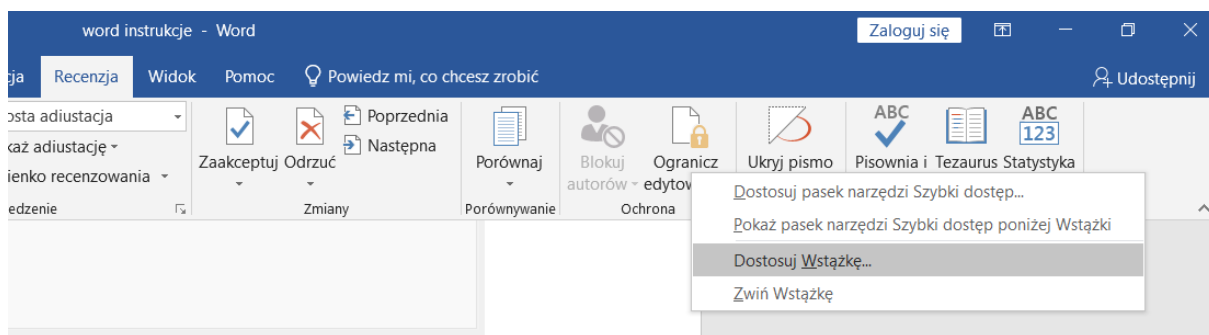 word instrukcje - Word Zaloguj się
cja Recenzja Widok Pomoc Powiedz mi, co chcesz zrobić Udostępnij
osta adiustacja
każ adiustację
ienko recenzowania
edzenie
Zaakceptuj Odrzuć
Poprzednia
Następna
Zmiany
Porównaj
Porównywanie
Blokuj autorów
Ogranicz edytow
Ochrona
Ukryj pismo
ABC
Pisownia i
Tezaurus
ABC
123
Statystyka
Dostosuj pasek narzędzi Szybki dostęp...
Pokaż pasek narzędzi Szybki dostęp poniżej Wstążki
Dostosuj Wstążkę...
Zwiń Wstążkę